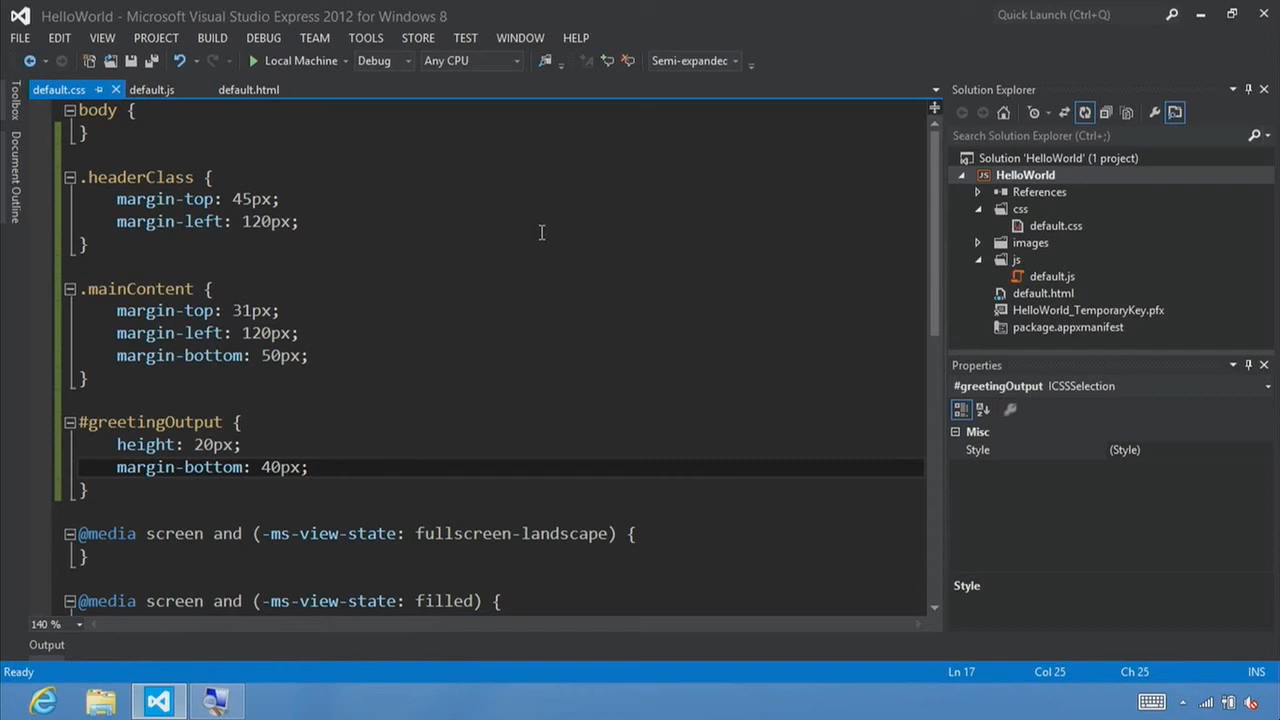 HelloWorld - Microsoft Visual Studio Express 2012 for Windows 8
Quick Launch (Ctrl+Q)
FILE EDIT VIEW PROJECT BUILD DEBUG TEAM TOOLS STORE TEST WINDOW HELP
Local Machine Debug Any CPU Semi-expandec
Toolbox
Document Outline
default.css default.js default.html
body {
}
.headerClass {
margin-top: 45px;
margin-left: 120px;
}
.mainContent {
margin-top: 31px;
margin-left: 120px;
margin-bottom: 50px;
}
#greetingOutput {
height: 20px;
margin-bottom: 40px;
}
@media screen and (-ms-view-state: fullscreen-landscape) {
}
@media screen and (-ms-view-state: filled) {
140 %
Output
Solution Explorer
Search Solution Explorer (Ctrl+;)
Solution 'HelloWorld' (1 project)
JS HelloWorld
References
css
default.css
images
js
default.js
default.html
HelloWorld_TemporaryKey.pfx
package.appxmanifest
Properties
#greetingOutput ICSSSelection
Misc
Style (Style)
Style
Ready Ln 17 Col 25 Ch 25 INS